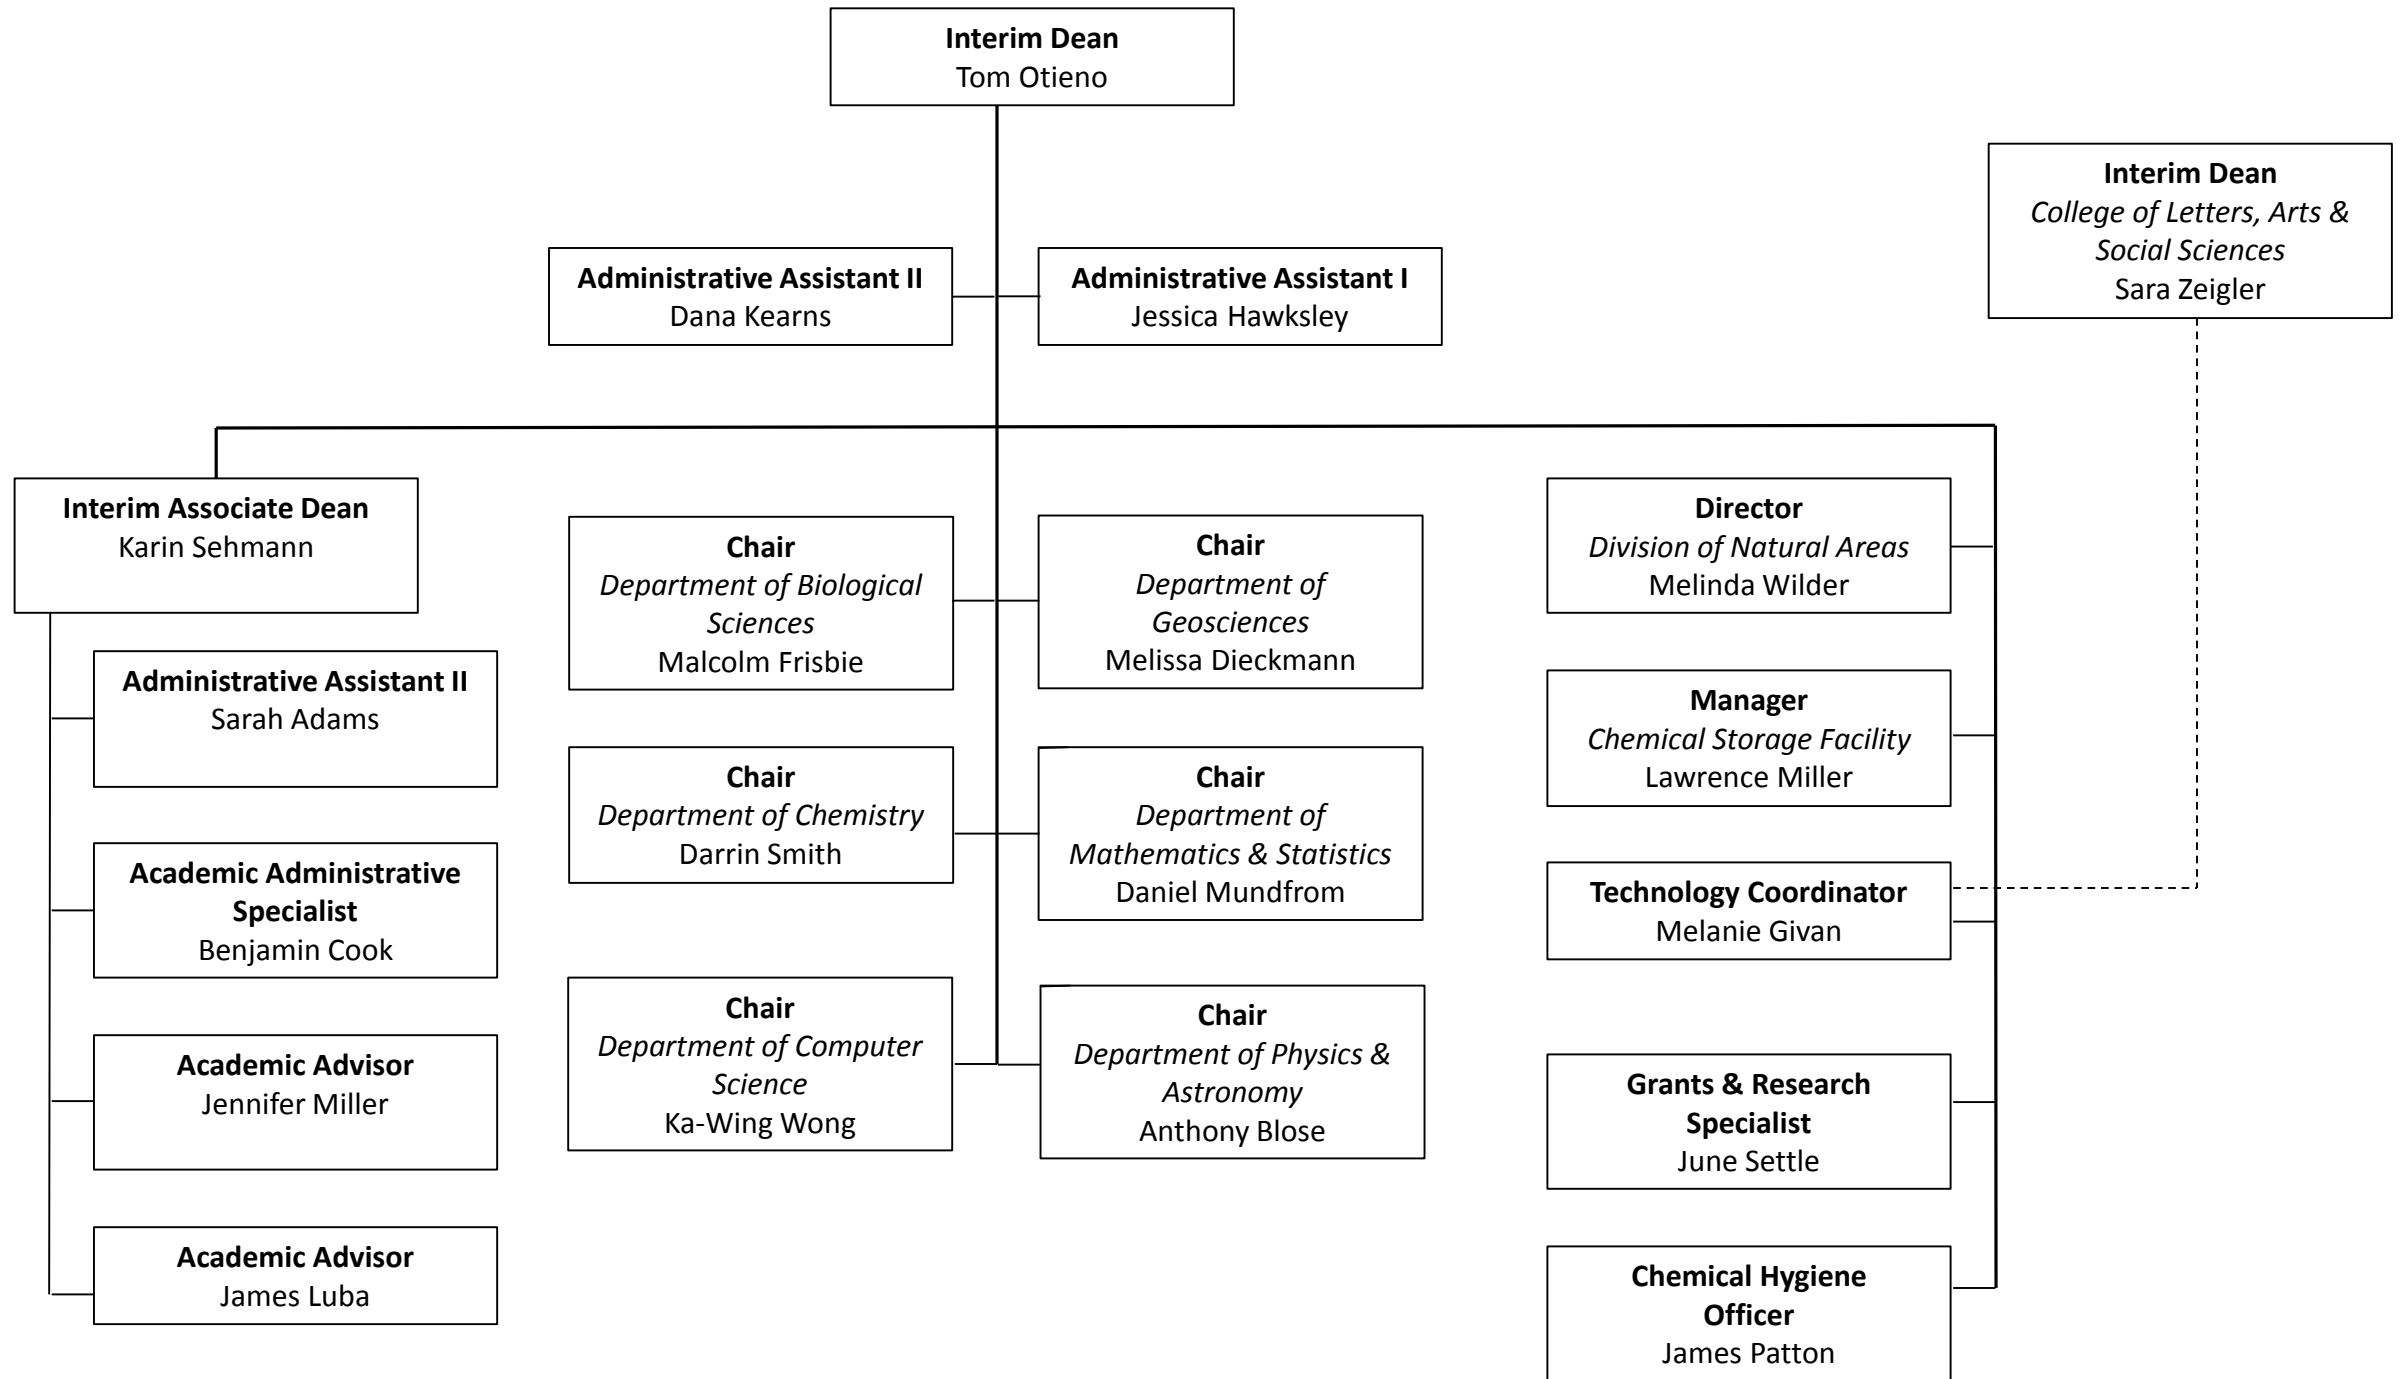 Interim Dean
Tom Otieno
Interim Dean
College of Letters, Arts &
Social Sciences
Sara Zeigler
Administrative Assistant II
Dana Kearns
Administrative Assistant I
Jessica Hawksley
Interim Associate Dean
Karin Sehmann
Administrative Assistant II
Sarah Adams
Academic Administrative
Specialist
Benjamin Cook
Academic Advisor
Jennifer Miller
Academic Advisor
James Luba
Chair
Department of Biological
Sciences
Malcolm Frisbie
Chair
Department of Chemistry
Darrin Smith
Chair
Department of Computer
Science
Ka-Wing Wong
Chair
Department of
Geosciences
Melissa Dieckmann
Chair
Department of
Mathematics & Statistics
Daniel Mundfrom
Chair
Department of Physics &
Astronomy
Anthony Blose
Director
Division of Natural Areas
Melinda Wilder
Manager
Chemical Storage Facility
Lawrence Miller
Technology Coordinator
Melanie Givan
Grants & Research
Specialist
June Settle
Chemical Hygiene
Officer
James Patton